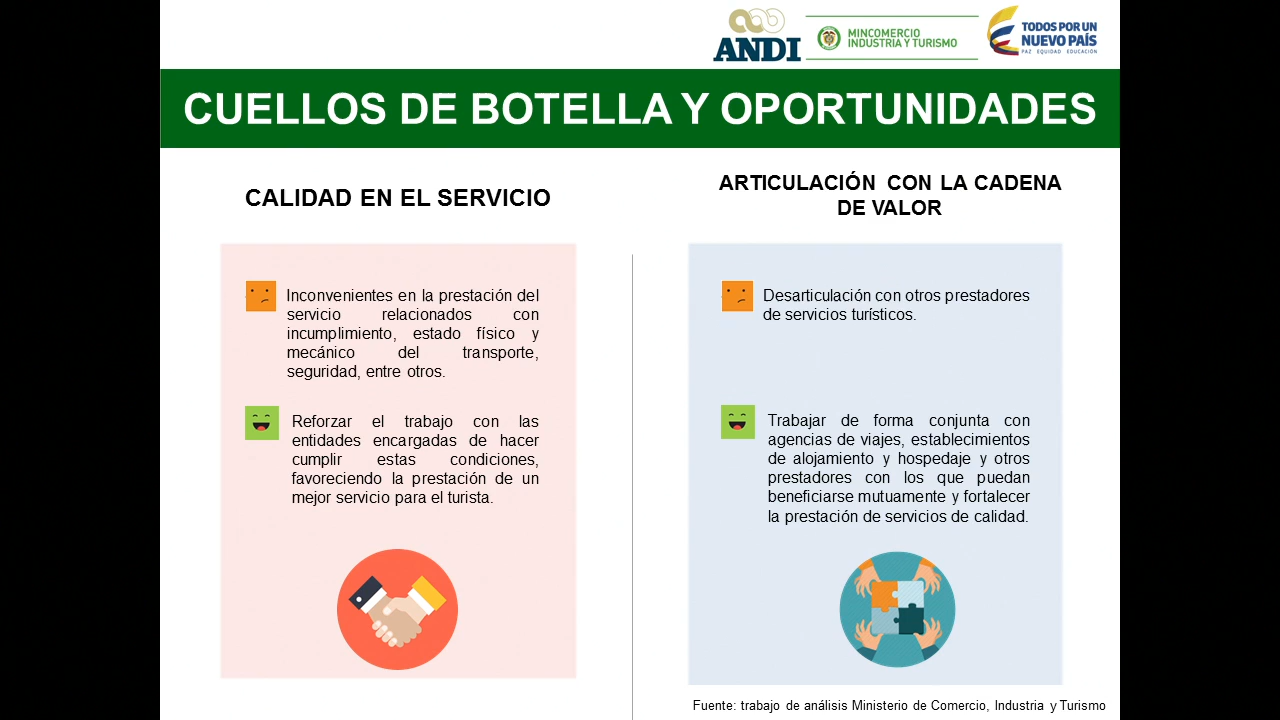 ANDI
MINCOMERCIO
INDUSTRIA Y TURISMO
TODOS POR UN
NUEVO PAÍS
PAZ EQUIDAD EDUCACIÓN
CUELLOS DE BOTELLA Y OPORTUNIDADES
CALIDAD EN EL SERVICIO
Inconvenientes en la prestación del
servicio relacionados con
incumplimiento, estado físico y
mecánico del transporte,
seguridad, entre otros.
Reforzar el trabajo con las
entidades encargadas de hacer
cumplir estas condiciones,
favoreciendo la prestación de un
mejor servicio para el turista.
ARTICULACIÓN CON LA CADENA
DE VALOR
Desarticulación con otros prestadores
de servicios turísticos.
Trabajar de forma conjunta con
agencias de viajes, establecimientos
de alojamiento y hospedaje y otros
prestadores con los que puedan
beneficiarse mutuamente y fortalecer
la prestación de servicios de calidad.
Fuente: trabajo de análisis Ministerio de Comercio, Industria y Turismo